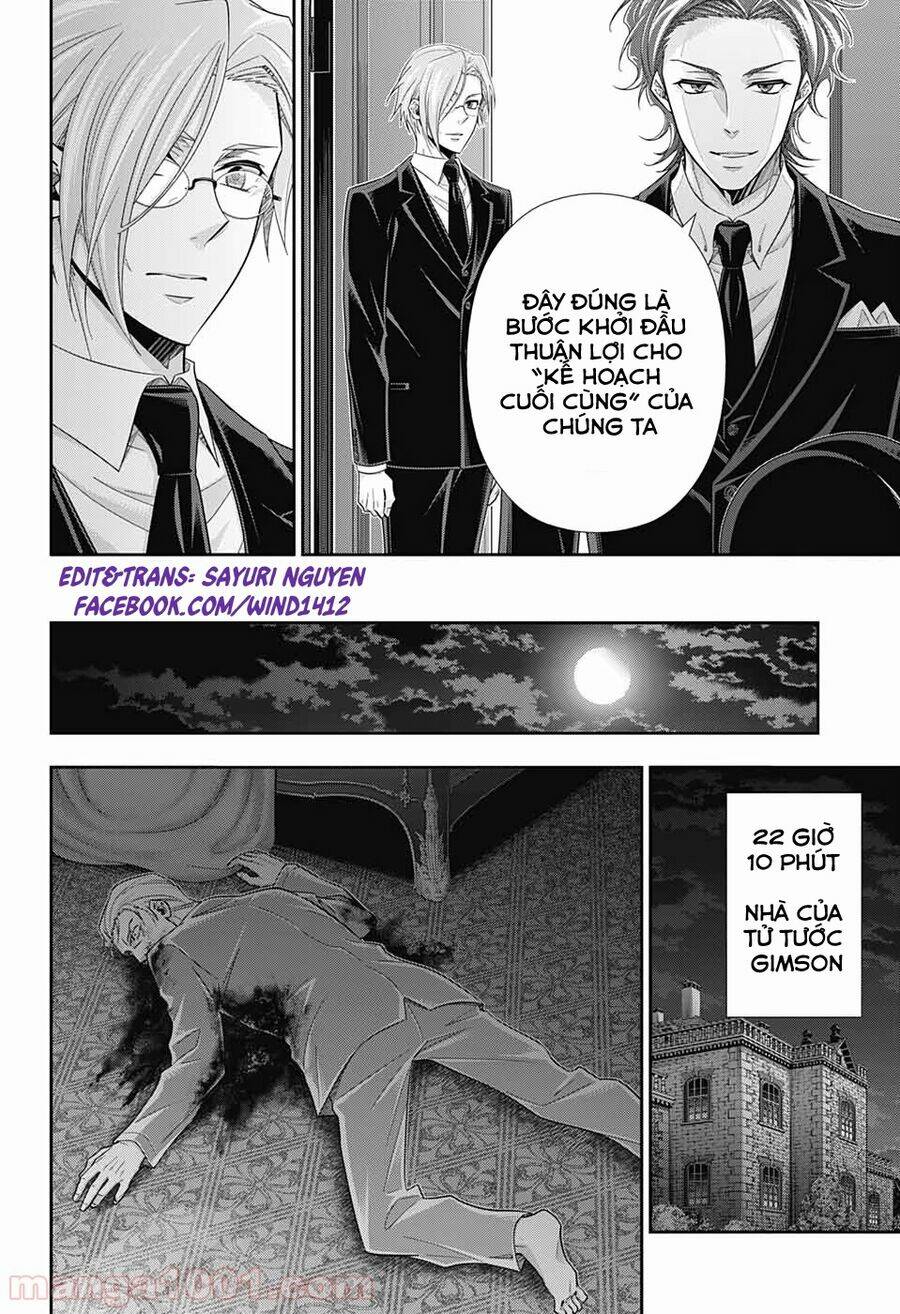 ĐÂY ĐÚNG LÀ
BƯỚC KHỞI ĐẦU
THUẬN LỢI CHO
"KẾ HOẠCH
CUỐI CÙNG" CỦA
CHÚNG TA
EDIT&TRANS: SAYURI NGUYEN
FACEBOOK.COM/WIND1412
22 GIỜ
10 PHÚT
NHÀ CỦA
TỬ TƯỚC
GIMSON
manga1001.com